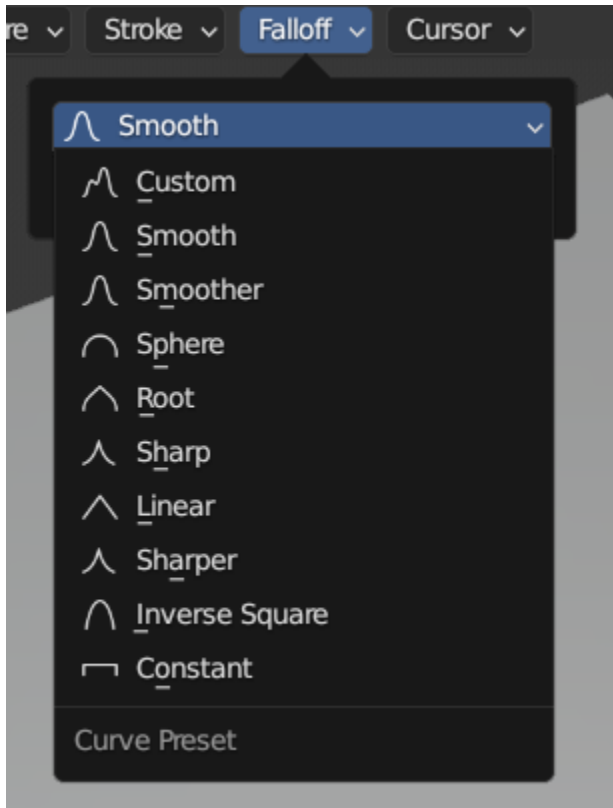 re Stroke Falloff Cursor
Smooth
Custom
Smooth
Smoother
Sphere
Root
Sharp
Linear
Sharper
Inverse Square
Constant
Curve Preset